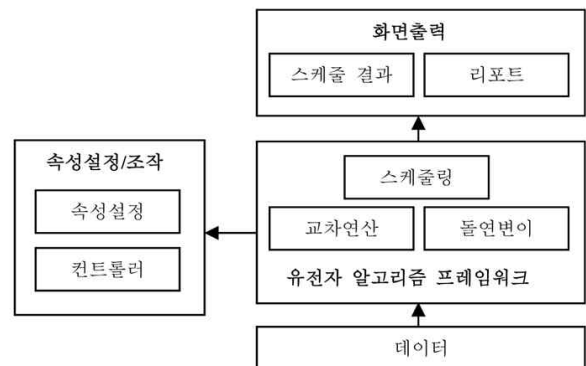 화면출력
스케줄 결과
리포트
속성설정/조작
속성설정
컨트롤러
스케줄링
교차연산
돌연변이
유전자 알고리즘 프레임워크
데이터